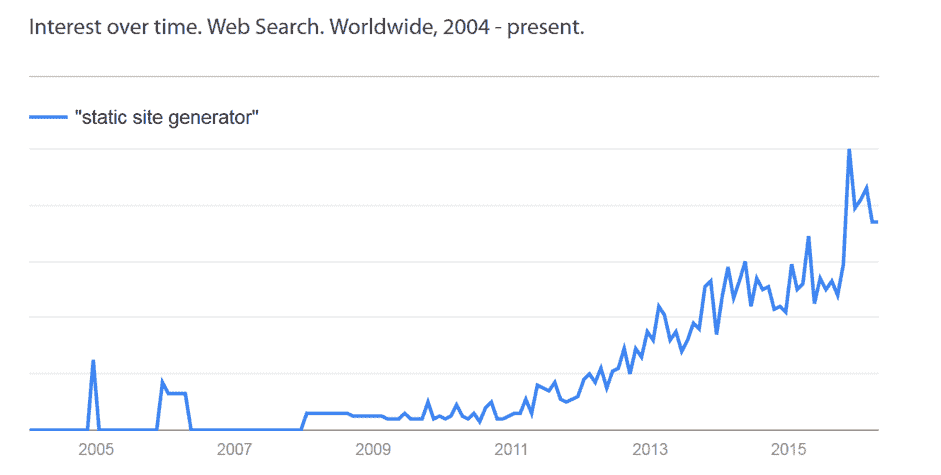 Interest over time. Web Search. Worldwide, 2004 - present.
"static site generator"
2005 2007 2009 2011 2013 2015